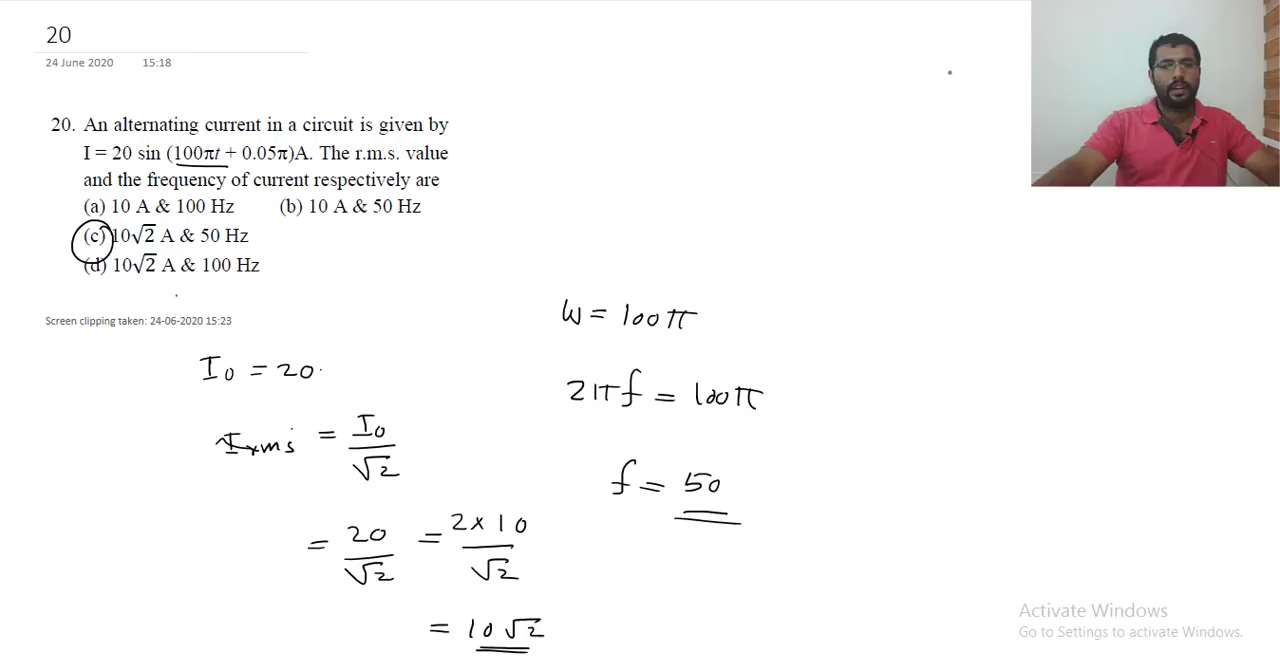 20
24 June 2020 15:18
20. An alternating current in a circuit is given by
I = 20 sin (100πt + 0.05π)A. The r.m.s. value
and the frequency of current respectively are
(a) 10 A & 100 Hz (b) 10 A & 50 Hz
(c) 10√2 A & 50 Hz
(d) 10√2 A & 100 Hz
Screen clipping taken: 24-06-2020 15:23
I₀ = 20
Irms = I₀/√2
= 20/√2 = 2×10/√2
= 10√2
ω = 100π
2πf = 100π
f = 50
Activate Windows
Go to Settings to activate Windows.